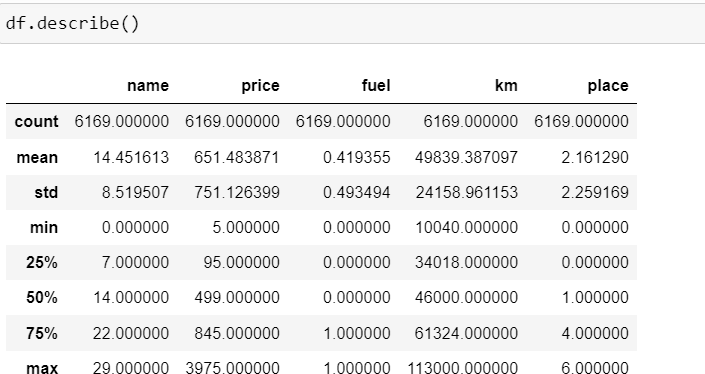 df.describe()
name price fuel km place
count 6169.000000 6169.000000 6169.000000 6169.000000 6169.000000
mean 14.451613 651.483871 0.419355 49839.387097 2.161290
std 8.519507 751.126399 0.493494 24158.961153 2.259169
min 0.000000 5.000000 0.000000 10040.000000 0.000000
25% 7.000000 95.000000 0.000000 34018.000000 0.000000
50% 14.000000 499.000000 0.000000 46000.000000 1.000000
75% 22.000000 845.000000 1.000000 61324.000000 4.000000
max 29.000000 3975.000000 1.000000 113000.000000 6.000000